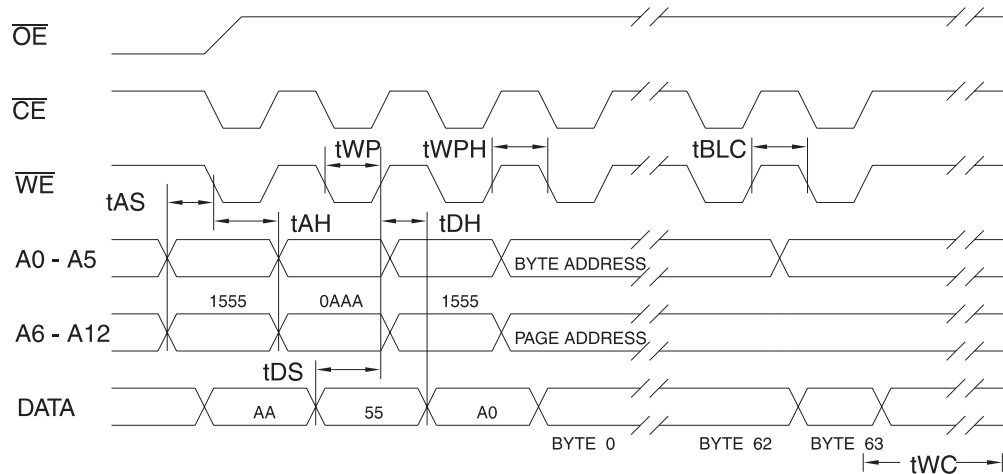 OE
CE
tWP tWPH tBLC
WE
tAS
tAH tDH
A0 - A5 BYTE ADDRESS
1555 0AAA 1555
A6 - A12 PAGE ADDRESS
tDS
DATA AA 55 A0
BYTE 0 BYTE 62 BYTE 63
tWC